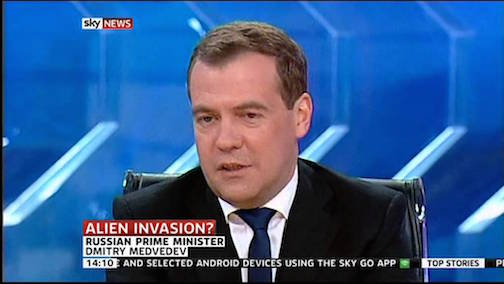 sky NEWS
ALIEN INVASION?
RUSSIAN PRIME MINISTER
DMITRY MEDVEDEV
14:10 E AND SELECTED ANDROID DEVICES USING THE SKY GO APP TOP STORIES